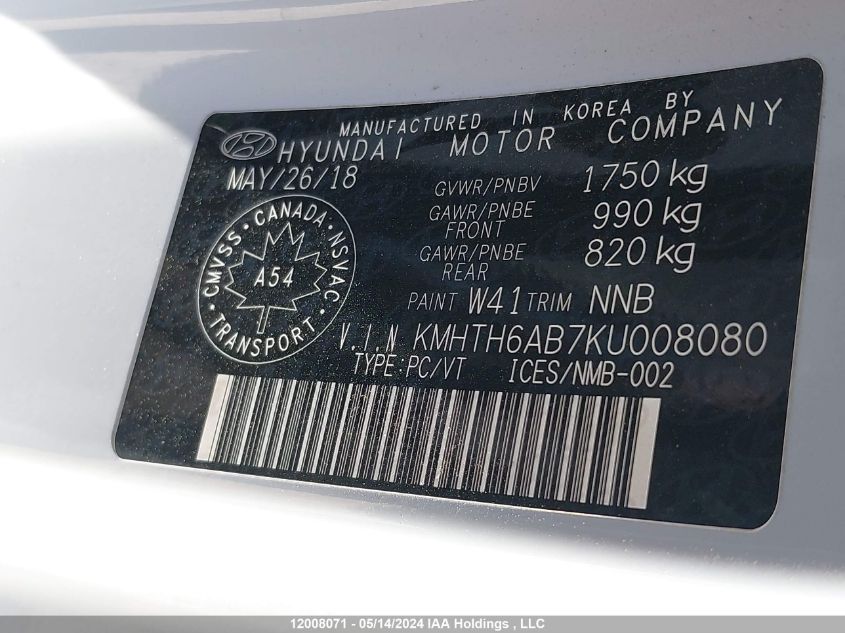 MANUFACTURED IN KOREA BY
HYUNDAI MOTOR COMPANY
MAY/26/18
GVWR/PNBV 1750 kg
GAWR/PNBE FRONT 990 kg
GAWR/PNBE REAR 820 kg
CMVSS · CANADA · NSVAC · TRANSPORT ·
A54
PAINT W41 TRIM NNB
V.I.N KMHTH6AB7KU008080
TYPE:PC/VT ICES/NMB-002
12008071 - 05/14/2024 IAA Holdings , LLC